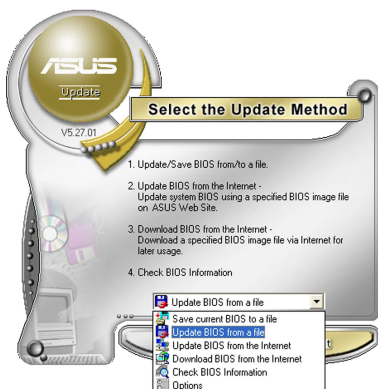 ASUS
Update
V5.27.01
Select the Update Method
1. Update/Save BIOS from/to a file.
2. Update BIOS from the Internet -
Update system BIOS using a specified BIOS image file
on ASUS Web Site.
3. Download BIOS from the Internet -
Download a specified BIOS image file via Internet for
later usage.
4. Check BIOS Information
Update BIOS from a file
Save current BIOS to a file
Update BIOS from a file
Update BIOS from the Internet
Download BIOS from the Internet
Check BIOS Information
Options